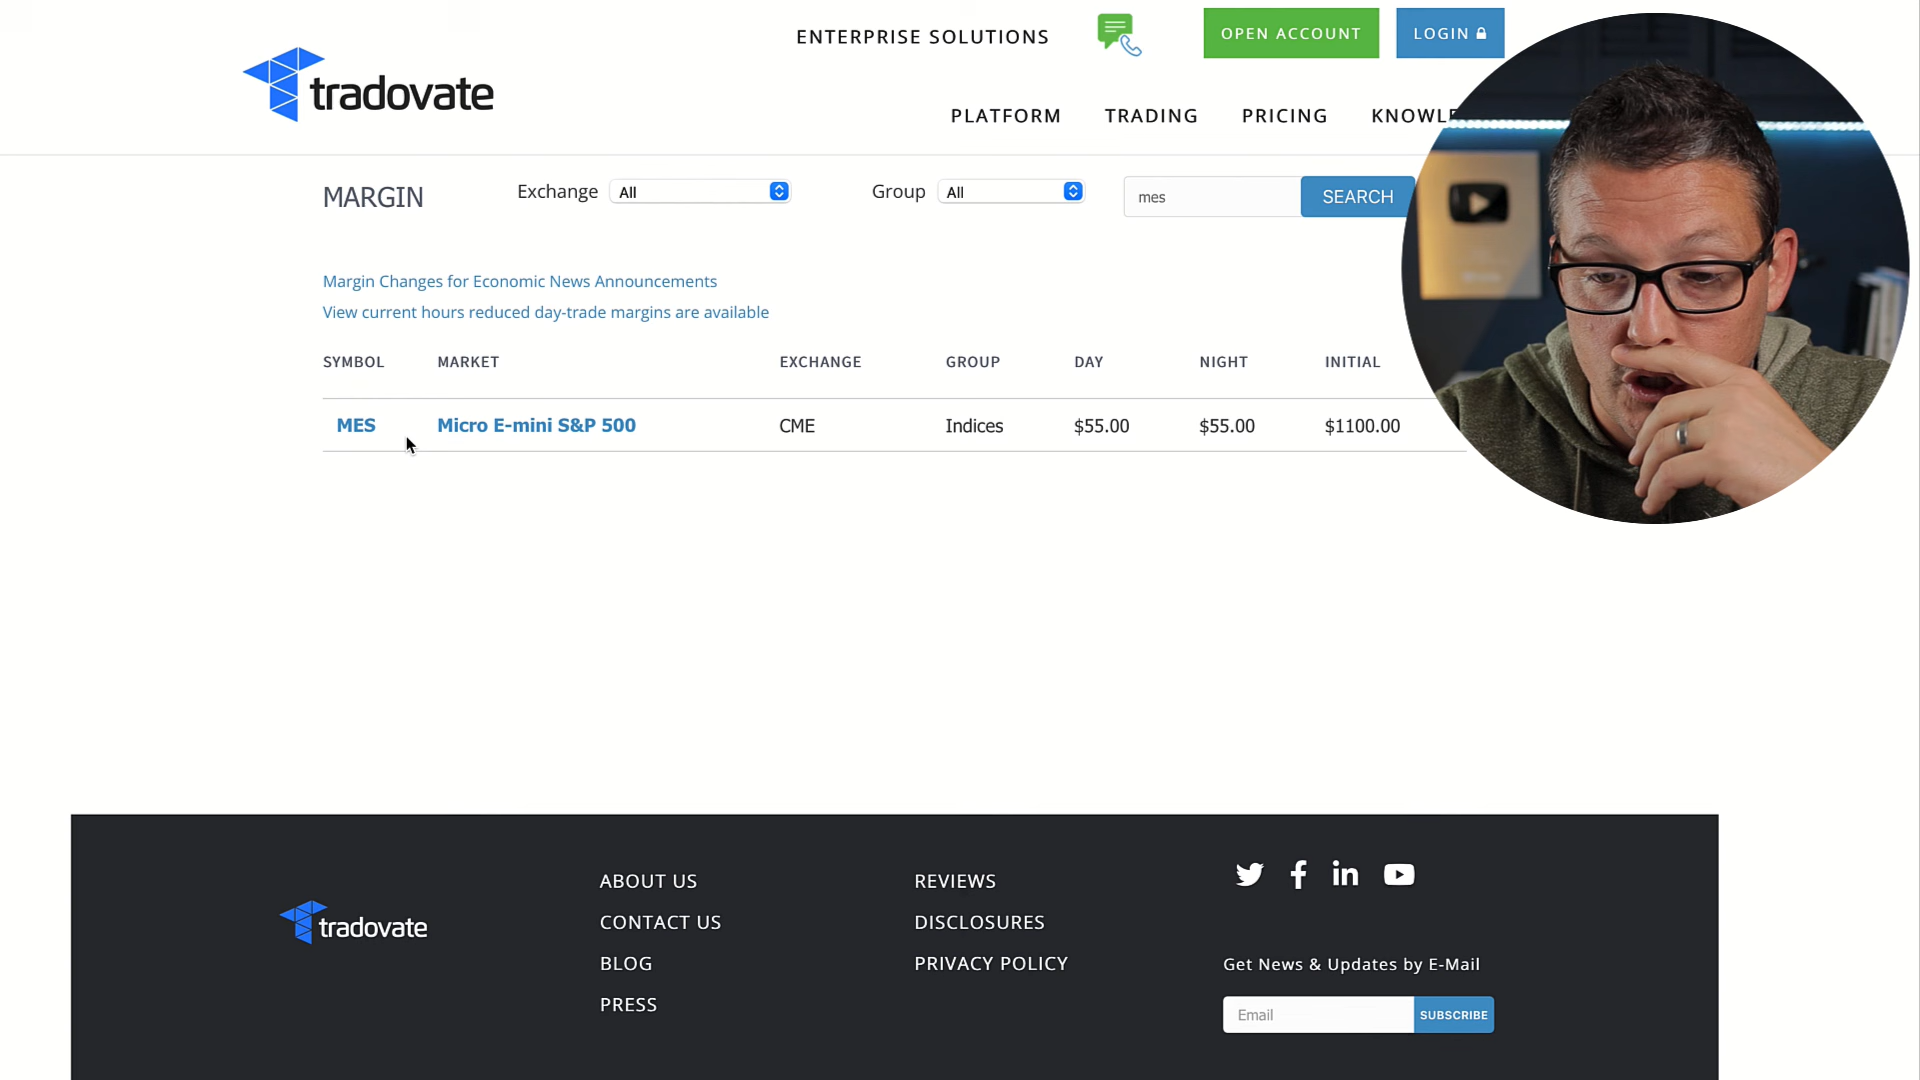 ENTERPRISE SOLUTIONS
OPEN ACCOUNT
LOGIN
tradovate
PLATFORM TRADING PRICING KNOWLE
MARGIN Exchange All Group All mes SEARCH
Margin Changes for Economic News Announcements
View current hours reduced day-trade margins are available
SYMBOL MARKET EXCHANGE GROUP DAY NIGHT INITIAL
MES Micro E-mini S&P 500 CME Indices $55.00 $55.00 $1100.00
tradovate
ABOUT US
CONTACT US
BLOG
PRESS
REVIEWS
DISCLOSURES
PRIVACY POLICY
Get News & Updates by E-Mail
Email SUBSCRIBE